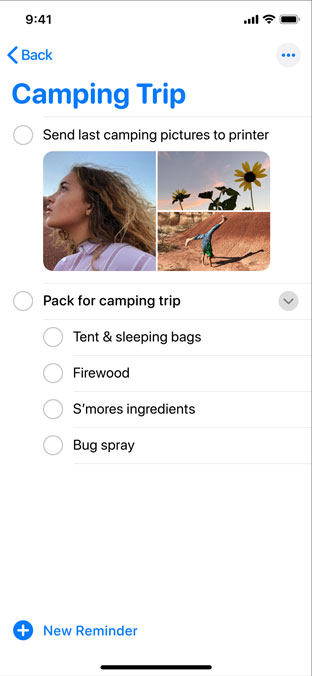 9:41
Back
Camping Trip
Send last camping pictures to printer
Pack for camping trip
Tent & sleeping bags
Firewood
S’mores ingredients
Bug spray
New Reminder